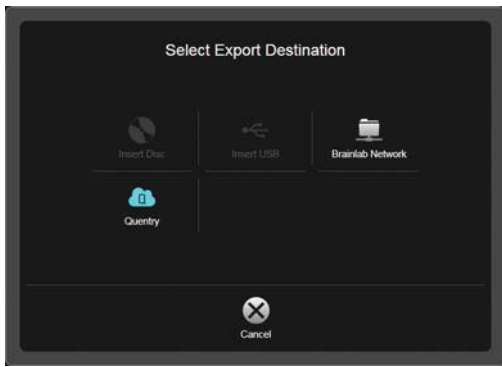 Select Export Destination
Insert Disc
Insert USB
Brainlab Network
Quentry
Cancel